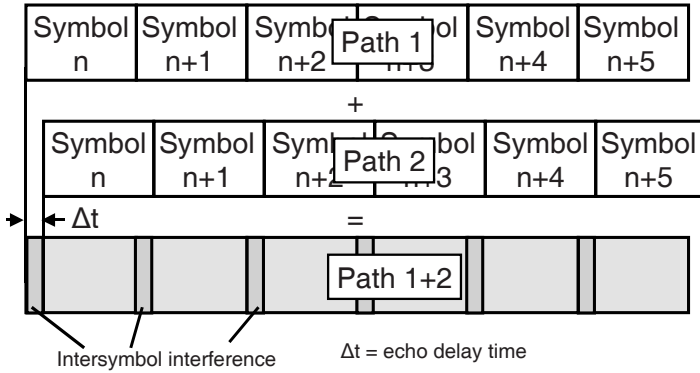 Symbol n Symbol n+1 Symbol n+2 Path 1 Symbol n+4 Symbol n+5
+
Symbol n Symbol n+1 Symbol Path 2 Symbol n+4 Symbol n+5
Δt =
Path 1+2
Intersymbol interference
Δt = echo delay time